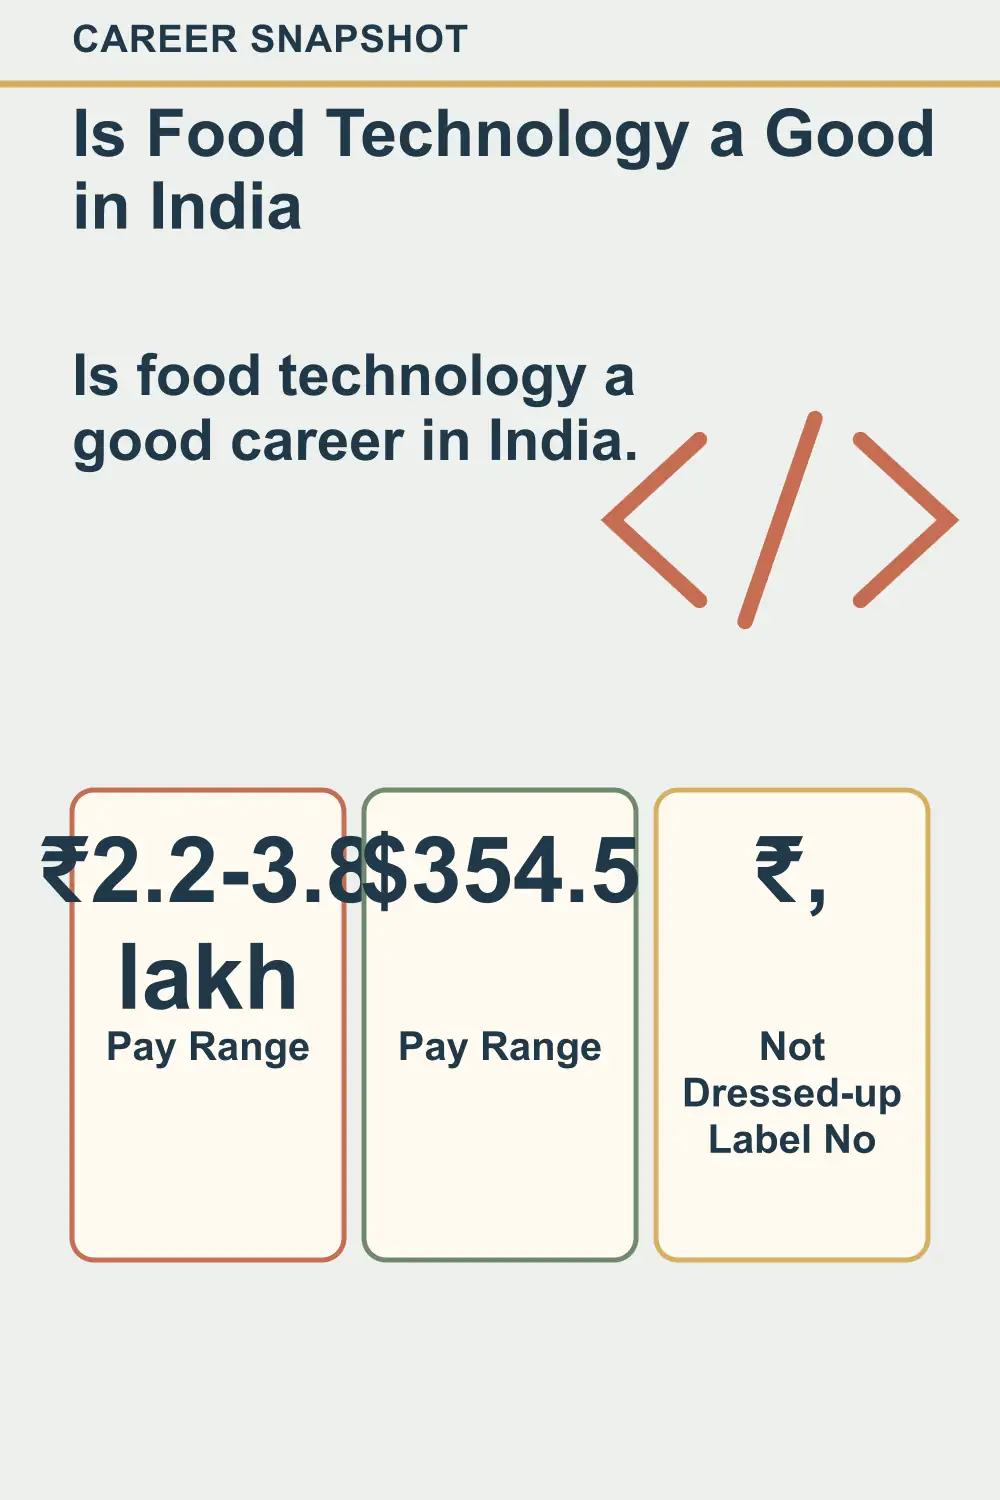 CAREER SNAPSHOT
Is Food Technology a Good
in India
Is food technology a
good career in India.
₹2.2-3.8
lakh
Pay Range
$354.5
Pay Range
₹,
Not
Dressed-up
Label No